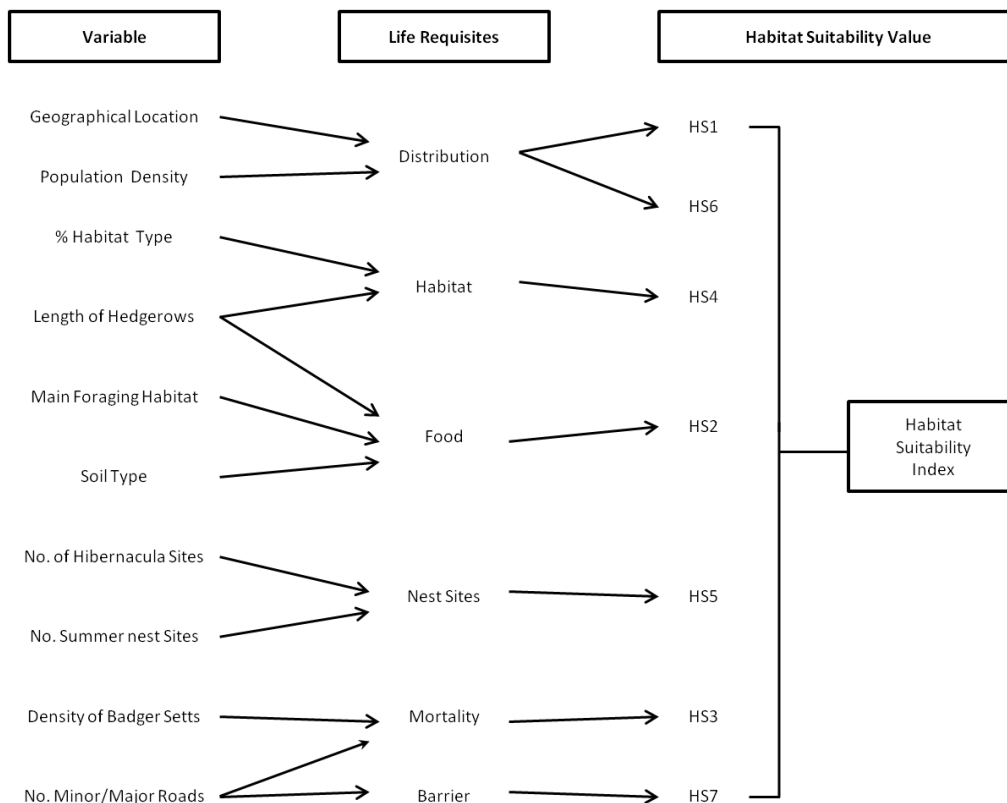 Variable
Life Requisites
Habitat Suitability Value
Geographical Location
Distribution
HS1
Population Density
HS6
% Habitat Type
Habitat
HS4
Length of Hedgerows
Main Foraging Habitat
Food
HS2
Soil Type
Habitat
Suitability
Index
No. of Hibernacula Sites
Nest Sites
HS5
No. Summer nest Sites
Density of Badger Setts
Mortality
HS3
No. Minor/Major Roads
Barrier
HS7